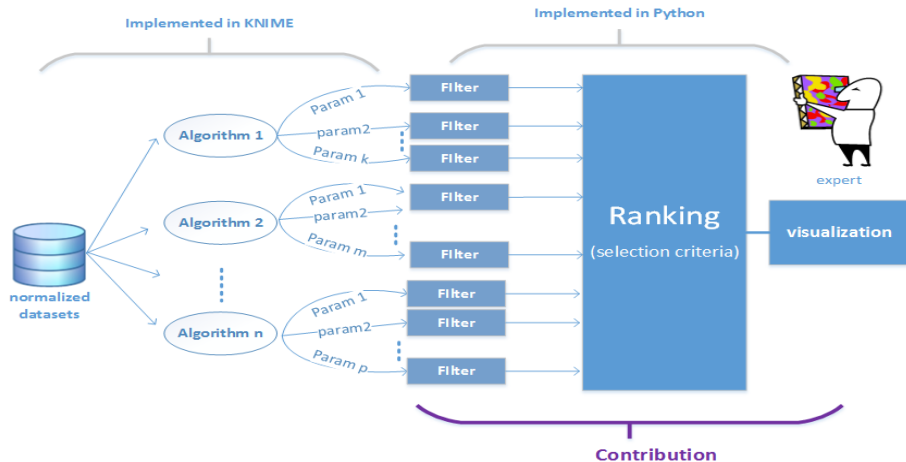 Implemented in KNIME
Implemented in Python
normalized
datasets
Algorithm 1
Param 1
param2
Param k
Filter
Filter
Filter
Algorithm 2
Param 1
param2
Param m
Filter
Filter
Algorithm n
Param 1
param2
Param p
Filter
Filter
Filter
Ranking
(selection criteria)
expert
visualization
Contribution